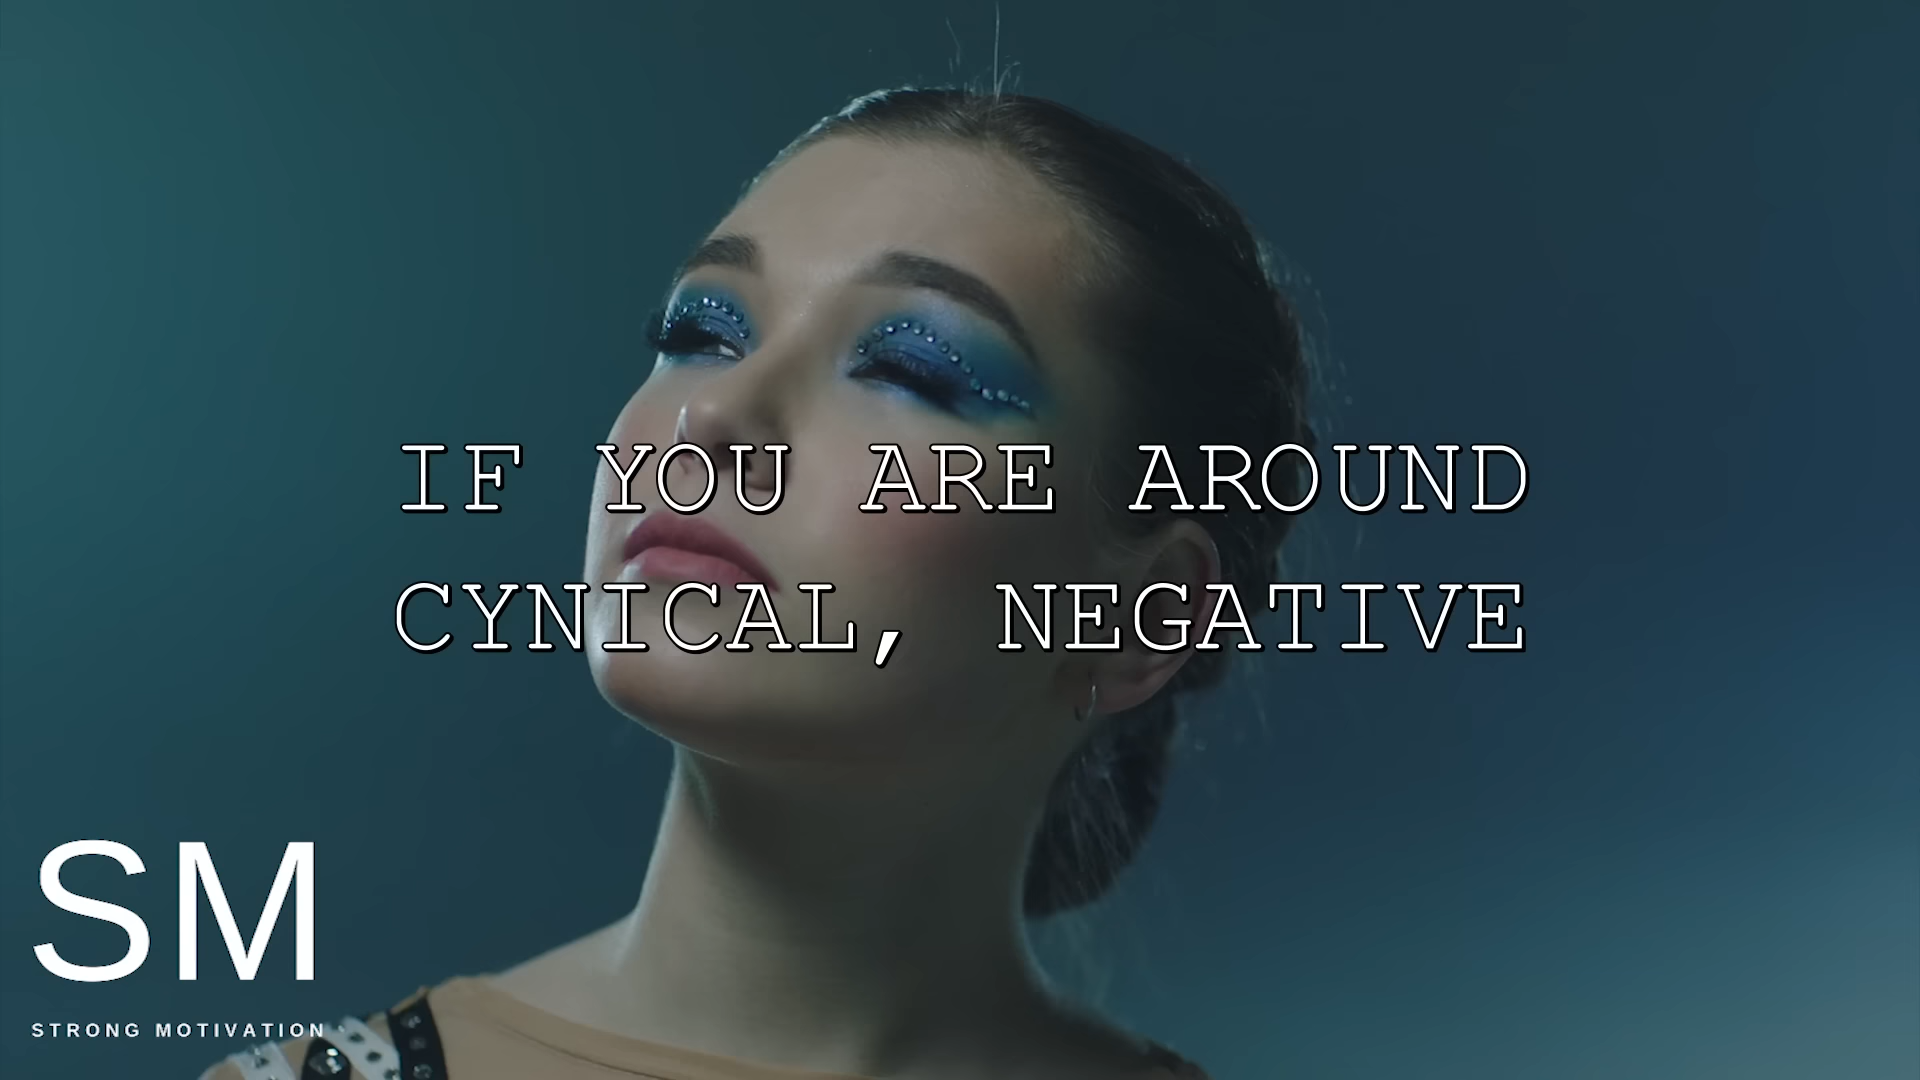 IF YOU ARE AROUND
CYNICAL, NEGATIVE
SM
STRONG MOTIVATION